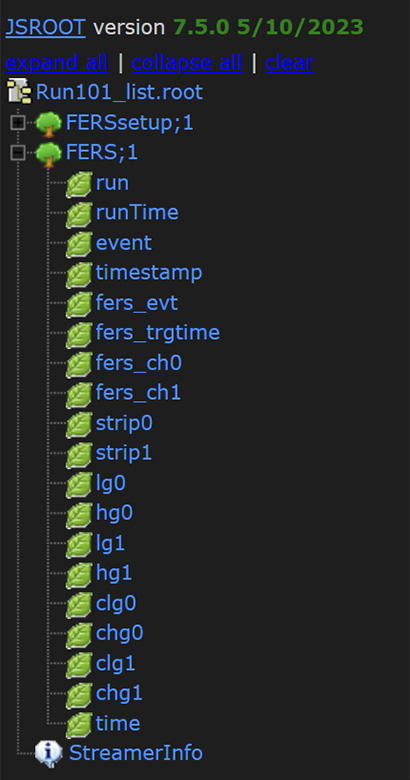 JSROOT version 7.5.0 5/10/2023
expand all | collapse all | clear
Run101_list.root
FERSsetup;1
FERS;1
run
runTime
event
timestamp
fers_evt
fers_trgtime
fers_ch0
fers_ch1
strip0
strip1
lg0
hg0
lg1
hg1
clg0
chg0
clg1
chg1
time
StreamerInfo